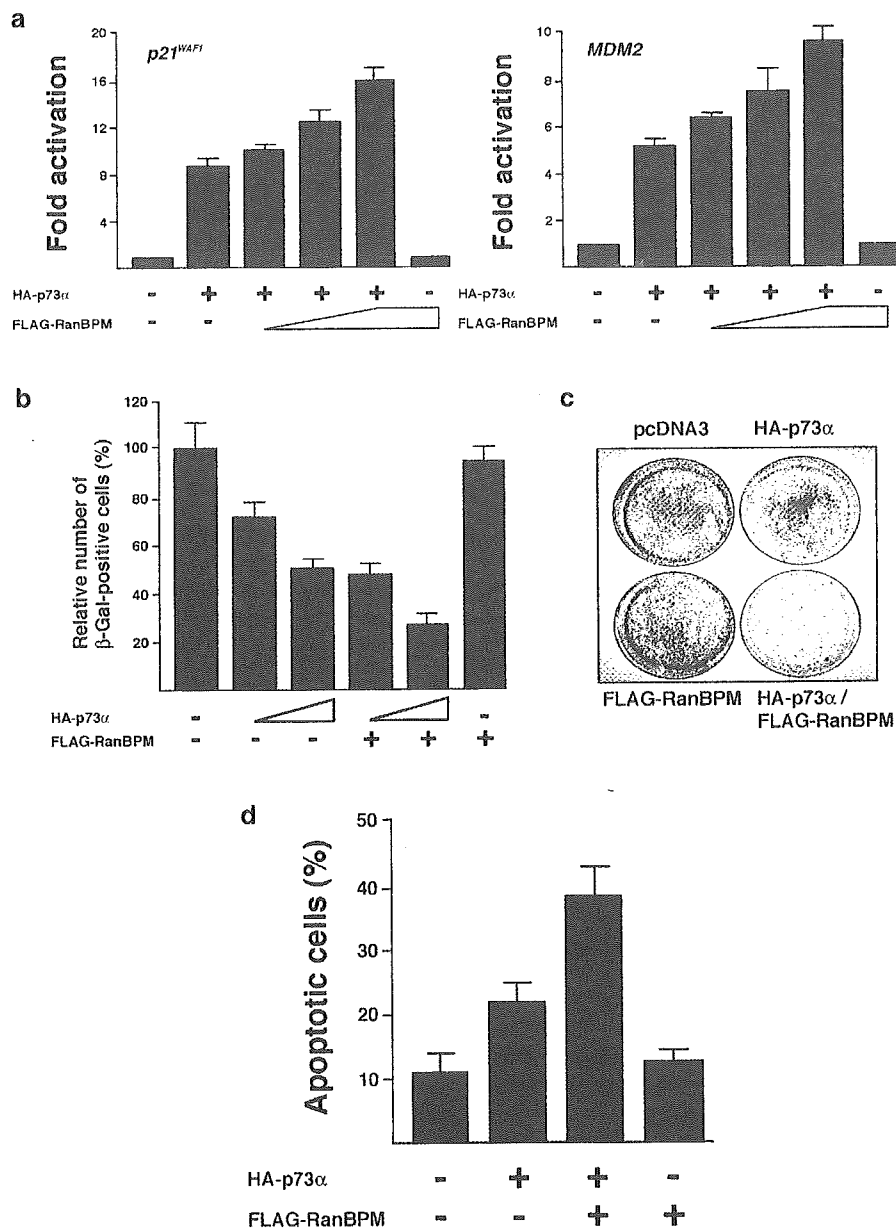 a
p21WAF1
Fold activation
20
16
12
8
4
HA-p73α - + + + + -
FLAG-RanBPM - -
MDM2
Fold activation
10
8
6
4
2
HA-p73α - + + + + -
FLAG-RanBPM - -
b
Relative number of
β-Gal-positive cells (%)
120
100
80
60
40
20
HA-p73α - -
FLAG-RanBPM - - - + + +
c
pcDNA3 HA-p73α
FLAG-RanBPM HA-p73α /
FLAG-RanBPM
d
Apoptotic cells (%)
50
40
30
20
10
HA-p73α - + + -
FLAG-RanBPM - - + +